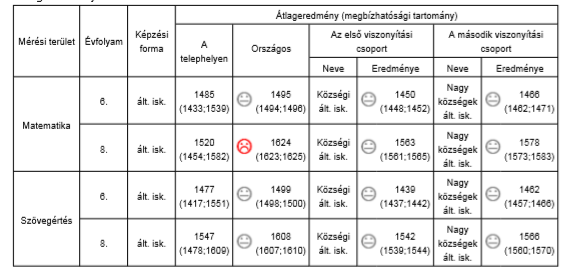 Átlageredmény (megbízhatósági tartomány)
Mérési terület Évfolyam Képzési forma A telephelyen Országos Az első viszonyítási csoport A második viszonyítási csoport
Neve Eredménye Neve Eredménye
Matematika
6. ált. isk. 1485 (1433;1539) 1495 (1494;1496) Községi ált. isk. 1450 (1448;1452) Nagy községek ált. isk. 1466 (1462;1471)
8. ált. isk. 1520 (1454;1582) 1624 (1623;1625) Községi ált. isk. 1563 (1561;1565) Nagy községek ált. isk. 1578 (1573;1583)
Szövegértés
6. ált. isk. 1477 (1417;1551) 1499 (1498;1500) Községi ált. isk. 1439 (1437;1442) Nagy községek ált. isk. 1462 (1457;1466)
8. ált. isk. 1547 (1478;1609) 1608 (1607;1610) Községi ált. isk. 1542 (1539;1544) Nagy községek ált. isk. 1566 (1560;1570)